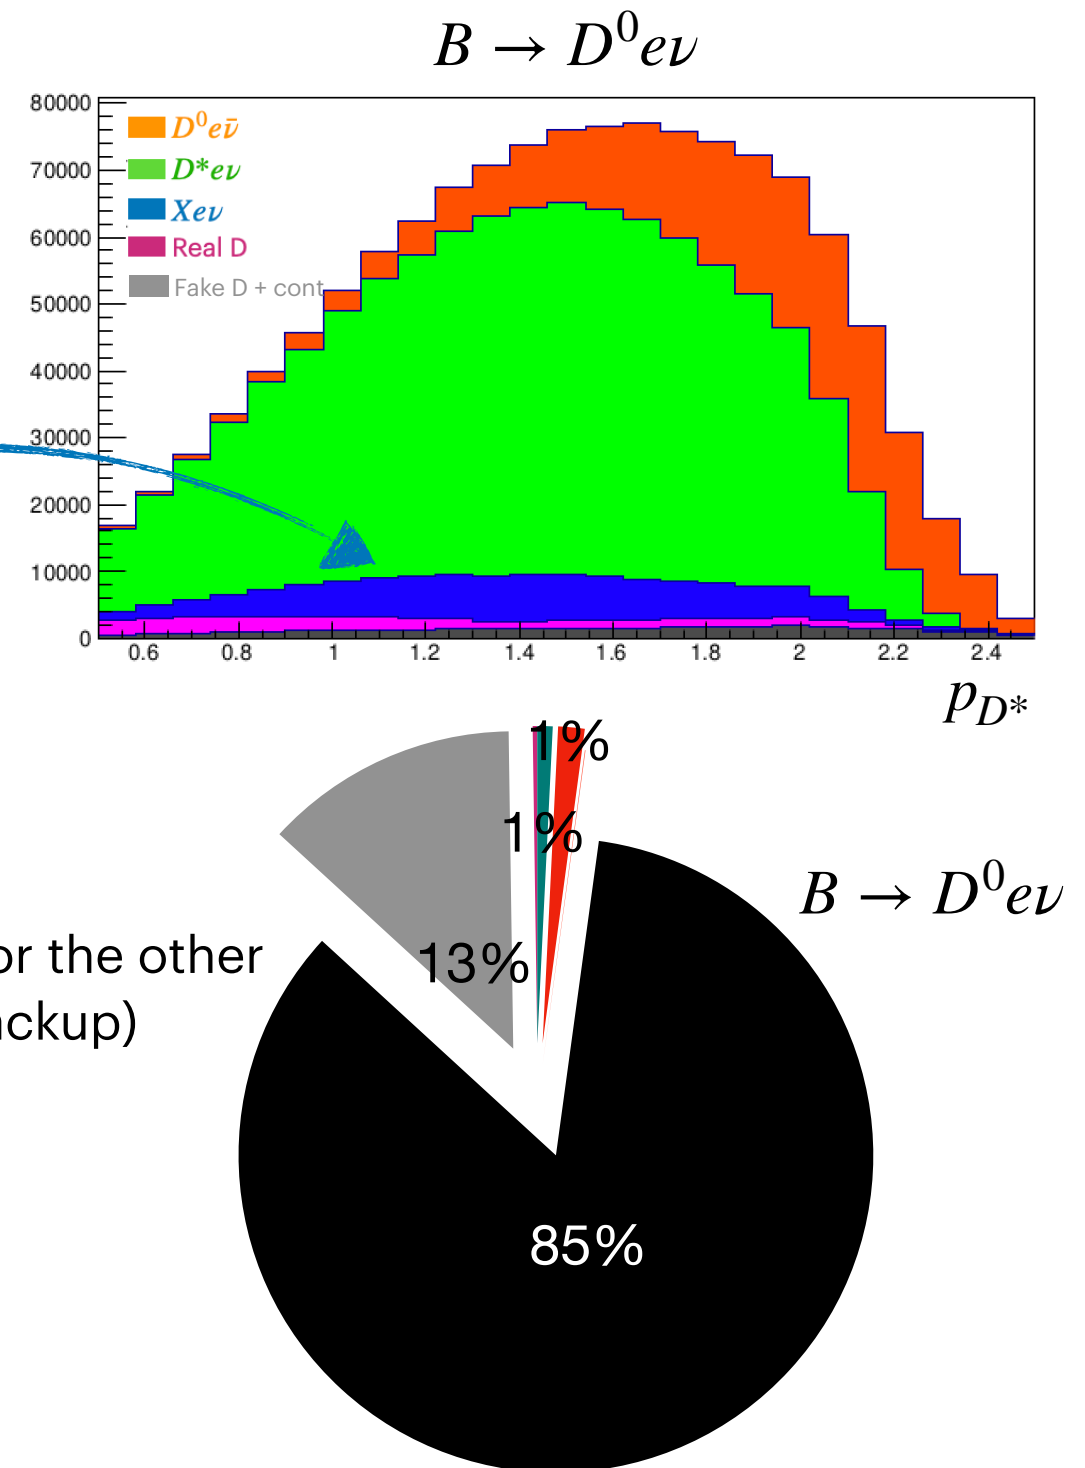 B → D⁰eν
80000
70000
60000
50000
40000
30000
20000
10000
0
D⁰eν̄
D*eν
Xeν
Real D
Fake D + cont
0.6 0.8 1 1.2 1.4 1.6 1.8 2 2.2 2.4
p_{D*}
1%
1%
B → D⁰eν
13%
or the other
ackup)
85%